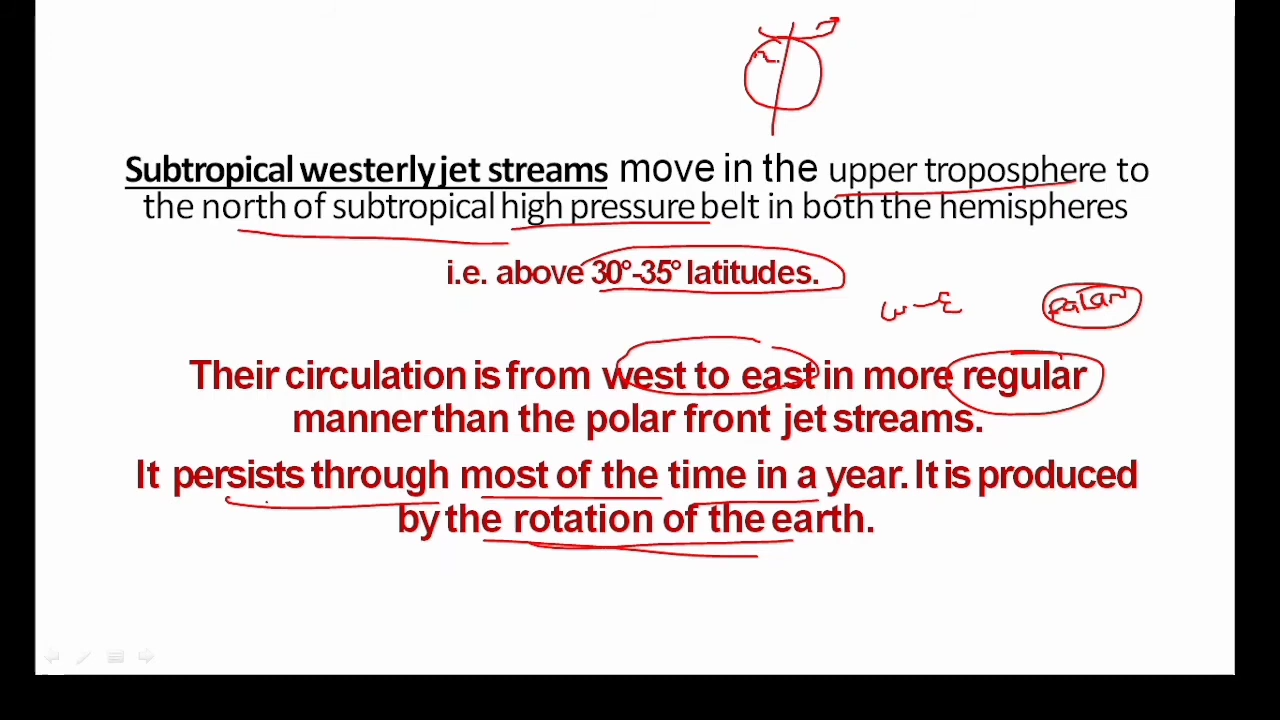 Subtropical westerly jet streams move in the upper troposphere to
the north of subtropical high pressure belt in both the hemispheres
i.e. above 30°-35° latitudes.
W-E
Polar
Their circulation is from west to east in more regular
manner than the polar front jet streams.
It persists through most of the time in a year. It is produced
by the rotation of the earth.